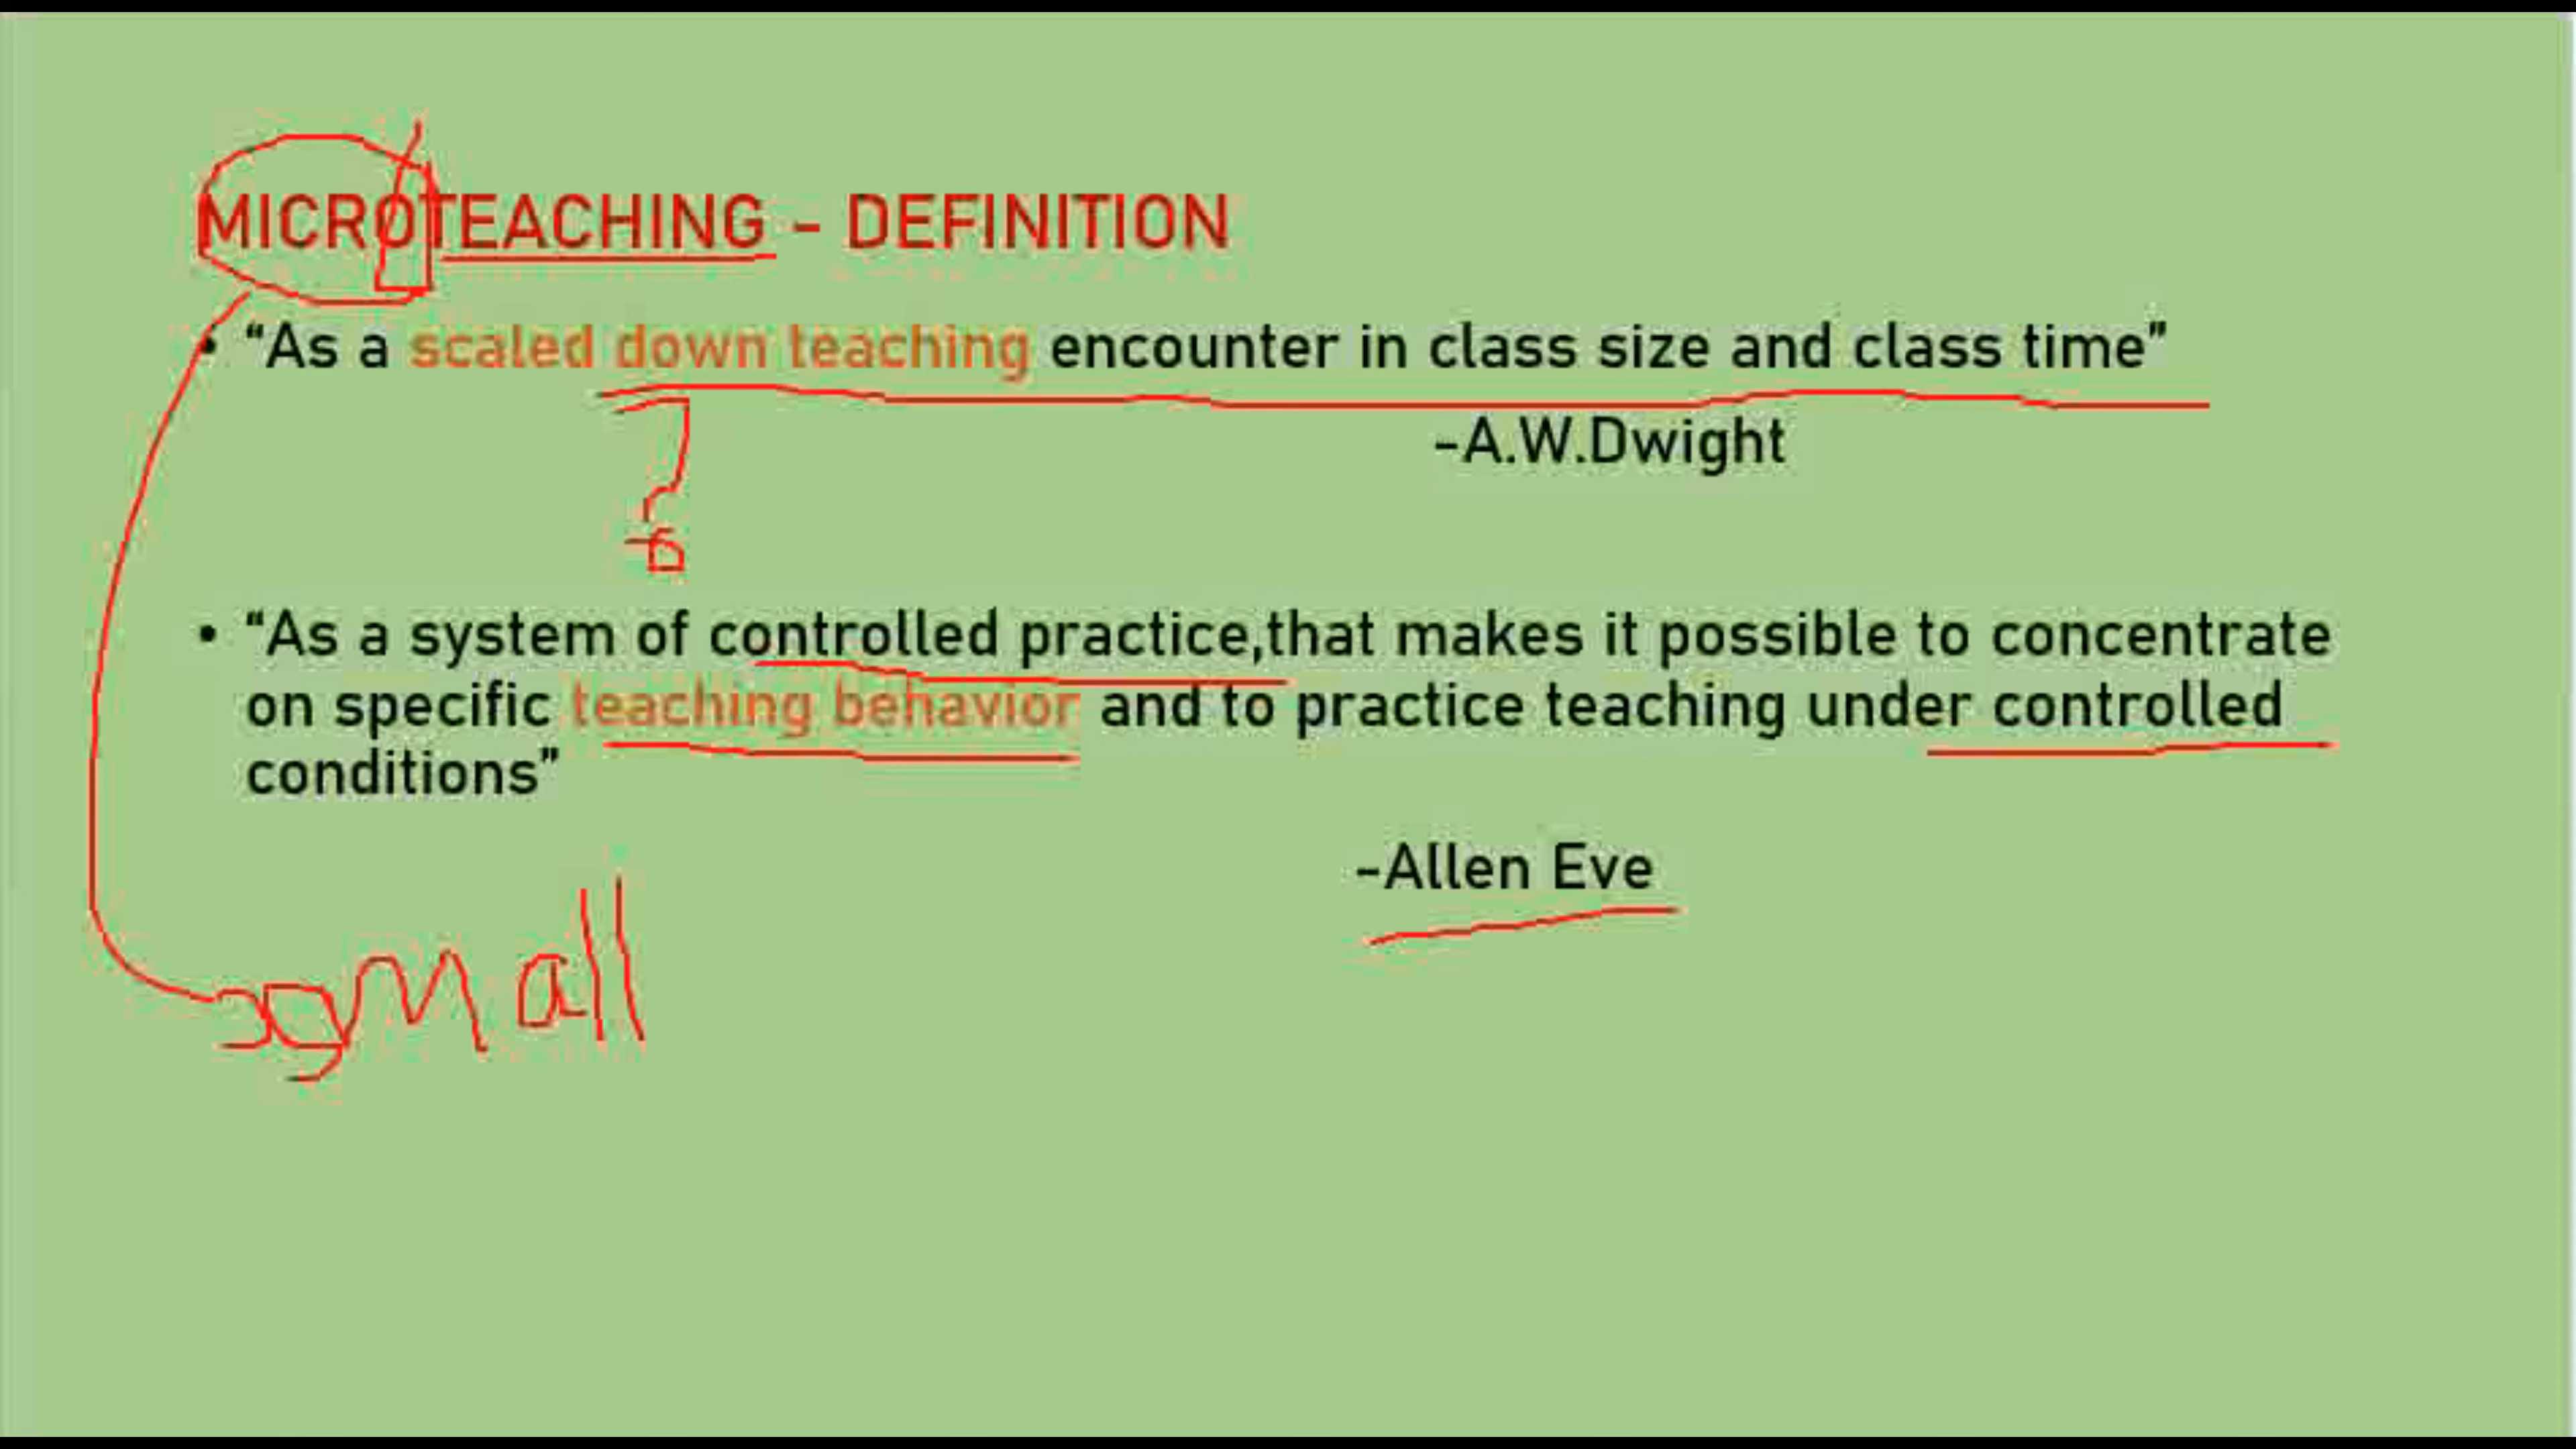 MICROTEACHING - DEFINITION
• “As a scaled down teaching encounter in class size and class time”
-A.W.Dwight
• “As a system of controlled practice,that makes it possible to concentrate
on specific teaching behavior and to practice teaching under controlled
conditions”
-Allen Eve
small